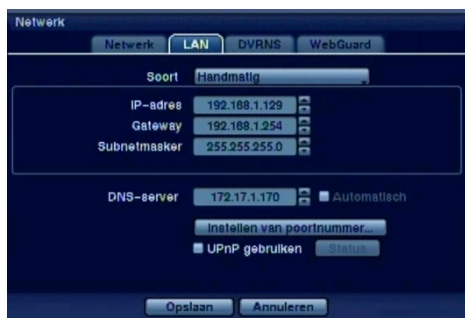 Netwerk
Netwerk LAN DVRNS WebGuard
Soort Handmatig
IP-adres 192.168.1.129
Gateway 192.168.1.254
Subnetmasker 255.255.255.0
DNS-server 172.17.1.170 Automatisch
Instellen van poortnummer...
UPnP gebruiken Status
Opslaan Annuleren